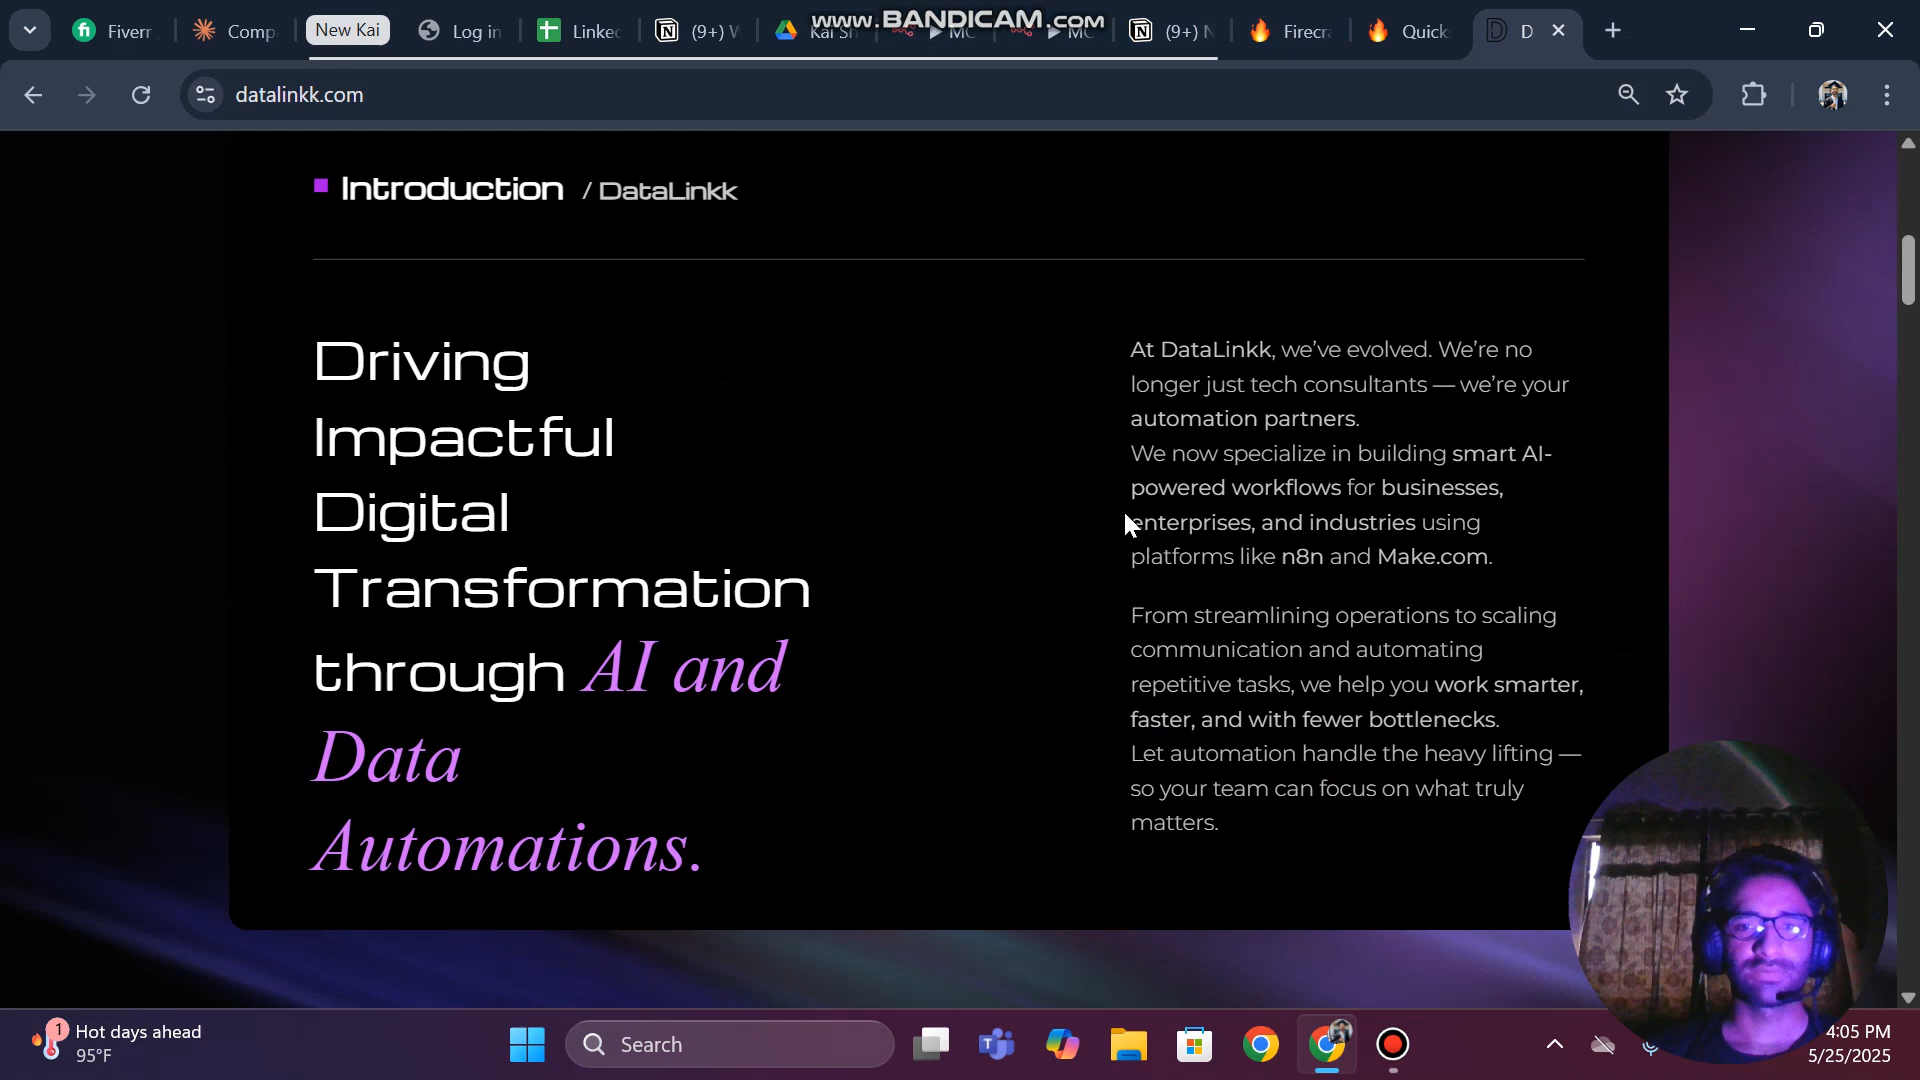 Fiverr
Comp
New Kai
Log in
Linked
(9+) W
Kai Sh
MC
MC
(9+) N
Firecra
Quick
D
www.BANDICAM.com
datalinkk.com
Introduction / DataLinkk
Driving
Impactful
Digital
Transformation
through AI and
Data
Automations.
At DataLinkk, we’ve evolved. We’re no
longer just tech consultants — we’re your
automation partners.
We now specialize in building smart AI-
powered workflows for businesses,
enterprises, and industries using
platforms like n8n and Make.com.
From streamlining operations to scaling
communication and automating
repetitive tasks, we help you work smarter,
faster, and with fewer bottlenecks.
Let automation handle the heavy lifting —
so your team can focus on what truly
matters.
1
Hot days ahead
95°F
Search
4:05 PM
5/25/2025